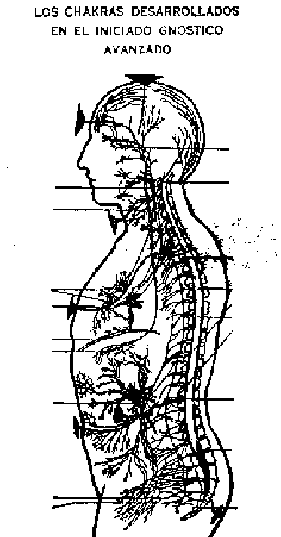 LOS CHAKRAS DESARROLLADOS
EN EL INICIADO GNOSTICO
AVANZADO